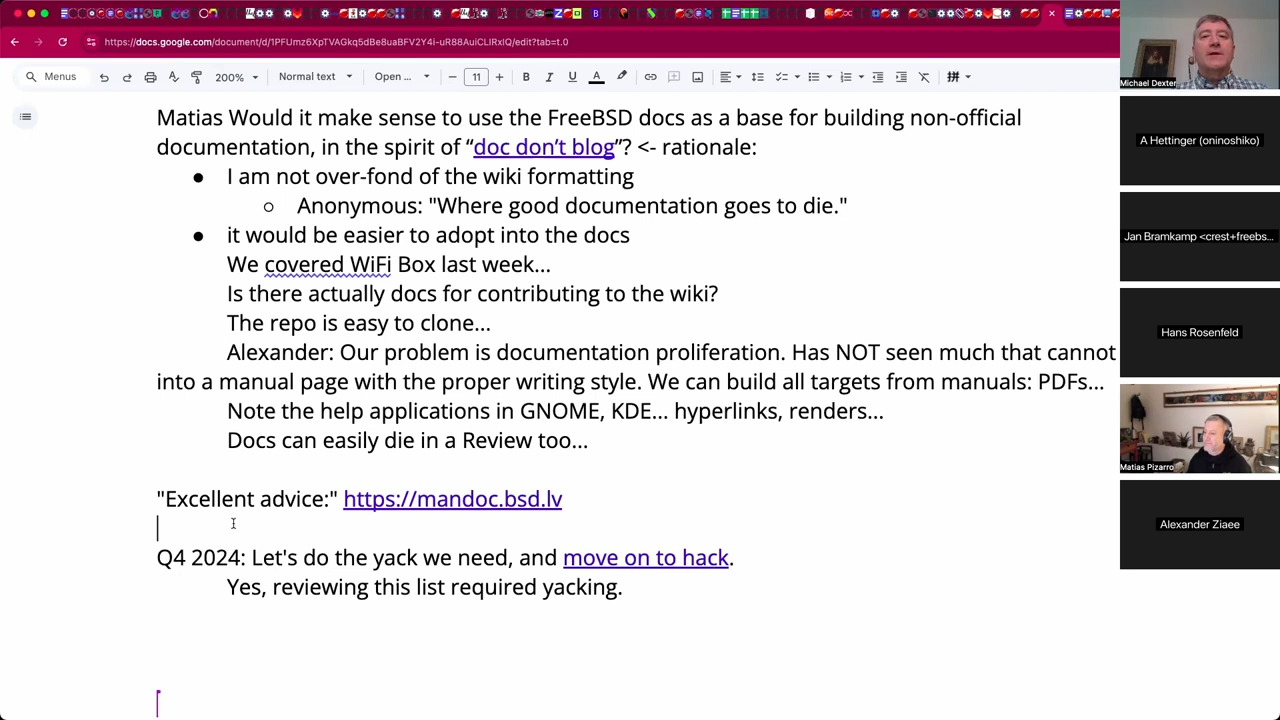 https://docs.google.com/document/d/1PFUmz6XpTVAGkq5dBe8uaBFV2Y4i-uR88AuiCLIRxIQ/edit?tab=t.0
Menus
200%
Normal text
Open ...
11
Matias Would it make sense to use the FreeBSD docs as a base for building non-official
documentation, in the spirit of “doc don’t blog”? <- rationale:
● I am not over-fond of the wiki formatting
○ Anonymous: "Where good documentation goes to die."
● it would be easier to adopt into the docs
We covered WiFi Box last week...
Is there actually docs for contributing to the wiki?
The repo is easy to clone...
Alexander: Our problem is documentation proliferation. Has NOT seen much that cannot
into a manual page with the proper writing style. We can build all targets from manuals: PDFs...
Note the help applications in GNOME, KDE... hyperlinks, renders...
Docs can easily die in a Review too...
"Excellent advice:" https://mandoc.bsd.lv
Q4 2024: Let's do the yack we need, and move on to hack.
Yes, reviewing this list required yacking.
Michael Dexter
A Hettinger (oninoshiko)
Jan Bramkamp <crest+freebs...
Hans Rosenfeld
Matias Pizarro
Alexander Ziaee